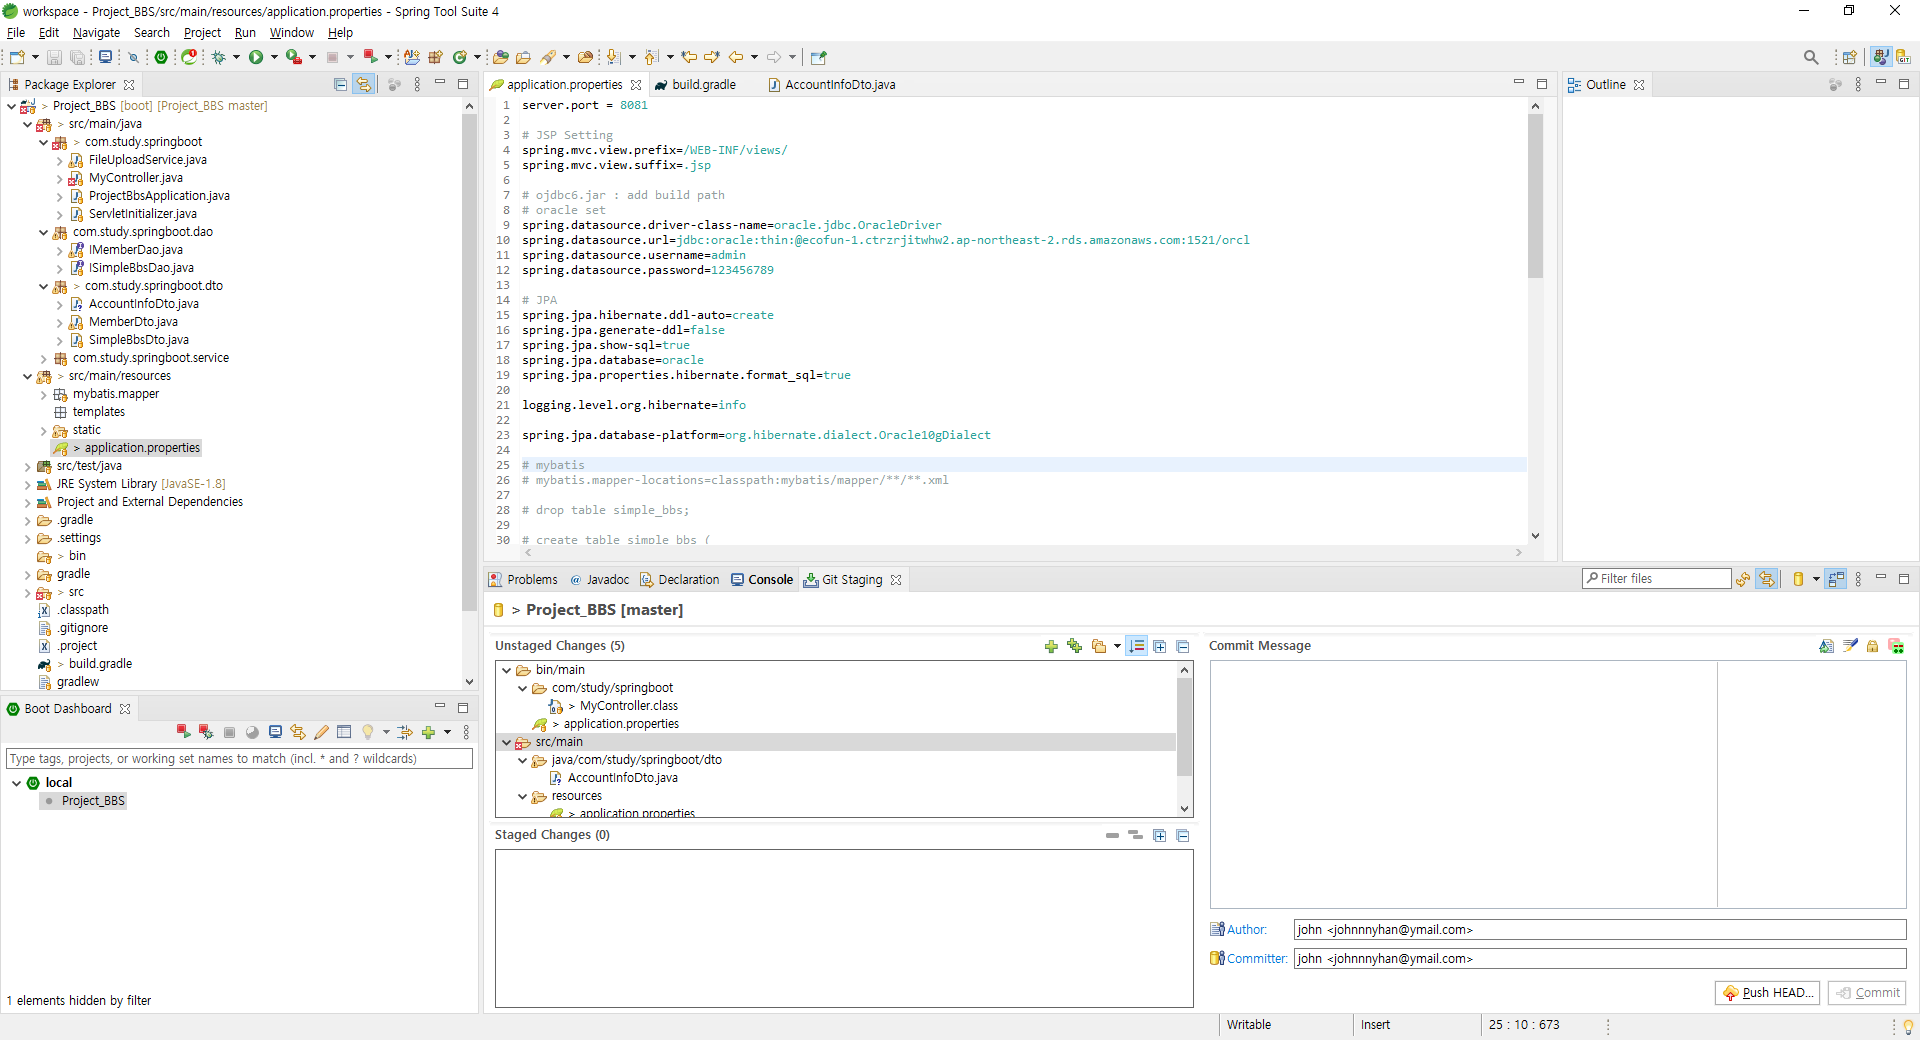 workspace - Project_BBS/src/main/resources/application.properties - Spring Tool Suite 4
File Edit Navigate Search Project Run Window Help
Package Explorer
> Project_BBS [boot] [Project_BBS master]
> src/main/java
> com.study.springboot
FileUploadService.java
MyController.java
ProjectBbsApplication.java
ServletInitializer.java
> com.study.springboot.dao
IMemberDao.java
ISimpleBbsDao.java
> com.study.springboot.dto
AccountInfoDto.java
MemberDto.java
SimpleBbsDto.java
com.study.springboot.service
> src/main/resources
mybatis.mapper
templates
static
> application.properties
src/test/java
JRE System Library [JavaSE-1.8]
Project and External Dependencies
.gradle
.settings
> bin
gradle
> src
.classpath
.gitignore
.project
> build.gradle
gradlew
Boot Dashboard
Type tags, projects, or working set names to match (incl. * and ? wildcards)
local
Project_BBS
1 elements hidden by filter
application.properties build.gradle AccountInfoDto.java
1 server.port = 8081
2
3 # JSP Setting
4 spring.mvc.view.prefix=/WEB-INF/views/
5 spring.mvc.view.suffix=.jsp
6
7 # ojdbc6.jar : add build path
8 # oracle set
9 spring.datasource.driver-class-name=oracle.jdbc.OracleDriver
10 spring.datasource.url=jdbc:oracle:thin:@ecofun-1.ctrzrjitwhw2.ap-northeast-2.rds.amazonaws.com:1521/orcl
11 spring.datasource.username=admin
12 spring.datasource.password=123456789
13
14 # JPA
15 spring.jpa.hibernate.ddl-auto=create
16 spring.jpa.generate-ddl=false
17 spring.jpa.show-sql=true
18 spring.jpa.database=oracle
19 spring.jpa.properties.hibernate.format_sql=true
20
21 logging.level.org.hibernate=info
22
23 spring.jpa.database-platform=org.hibernate.dialect.Oracle10gDialect
24
25 # mybatis
26 # mybatis.mapper-locations=classpath:mybatis/mapper/**/**.xml
27
28 # drop table simple_bbs;
29
30 # create table simple_bbs (
Outline
Problems @ Javadoc Declaration Console Git Staging
Filter files
> Project_BBS [master]
Unstaged Changes (5)
bin/main
com/study/springboot
> MyController.class
> application.properties
src/main
java/com/study/springboot/dto
AccountInfoDto.java
resources
> application.properties
Staged Changes (0)
Commit Message
Author: john <johnnnyhan@ymail.com>
Committer: john <johnnnyhan@ymail.com>
Push HEAD... Commit
Writable Insert 25 : 10 : 673